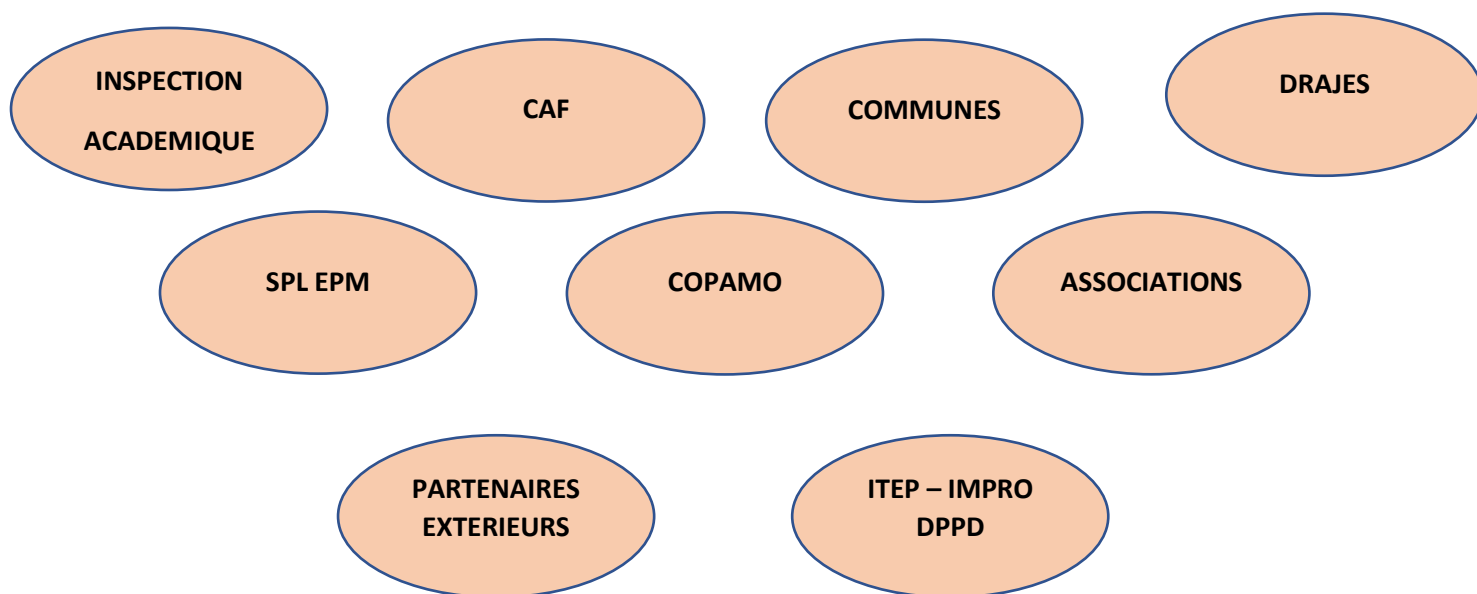 INSPECTION
ACADEMIQUE
CAF
COMMUNES
DRAJES
SPL EPM
COPAMO
ASSOCIATIONS
PARTENAIRES
EXTERIEURS
ITEP – IMPRO
DPPD